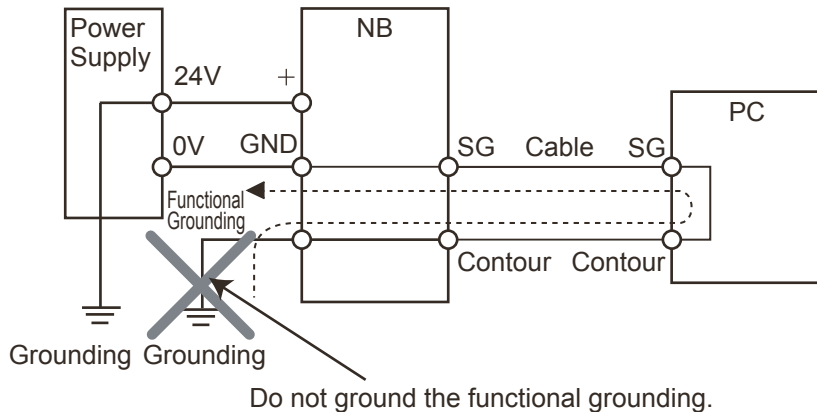 Power
Supply
NB
24V
+
PC
0V
GND
SG
Cable
SG
Functional
Grounding
Contour
Contour
Grounding
Grounding
Do not ground the functional grounding.